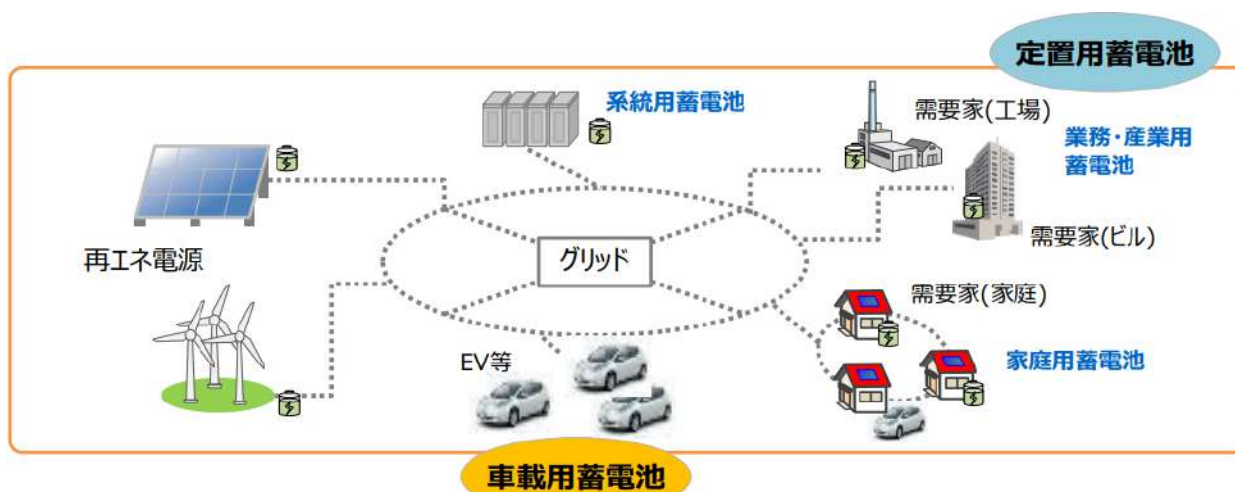 定置用蓄電池
系統用蓄電池
需要家(工場)
業務・産業用
蓄電池
再エネ電源
グリッド
需要家(ビル)
需要家(家庭)
EV等
家庭用蓄電池
車載用蓄電池